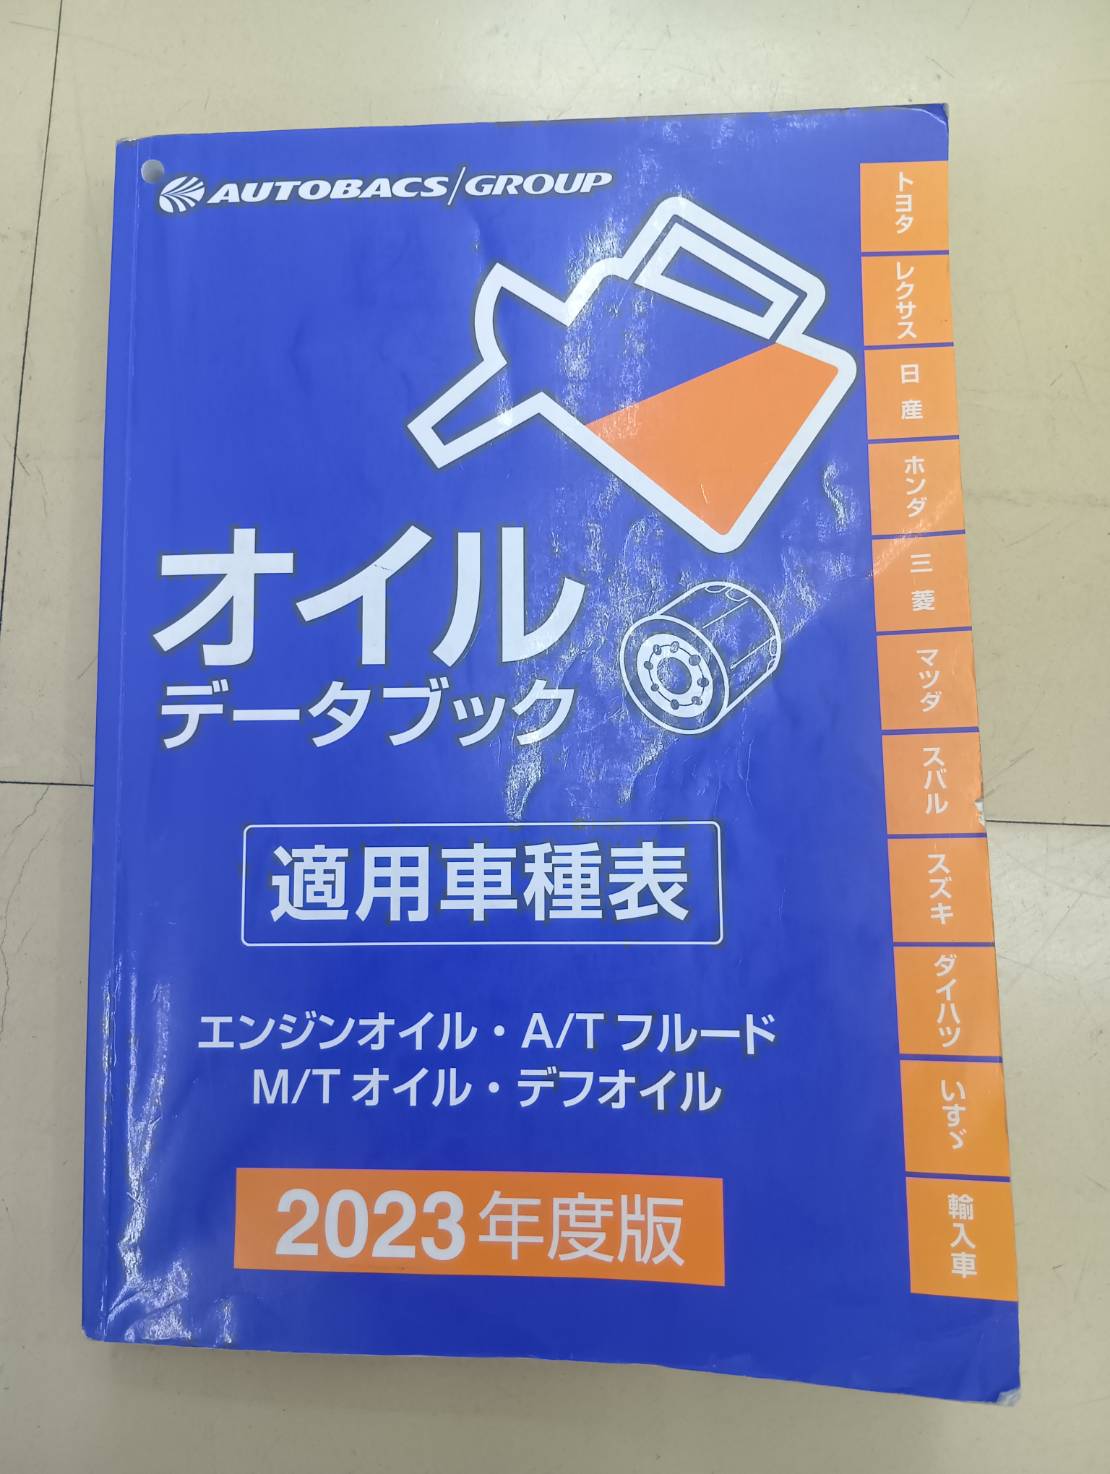 AUTOBACS/GROUP
オイル
データブック
適用車種表
エンジンオイル・A/Tフルード
M/Tオイル・デフオイル
2023年度版
トヨタ
レクサス
日産
ホンダ
三菱
マツダ
スバル
スズキ
ダイハツ
いすゞ
輸入車